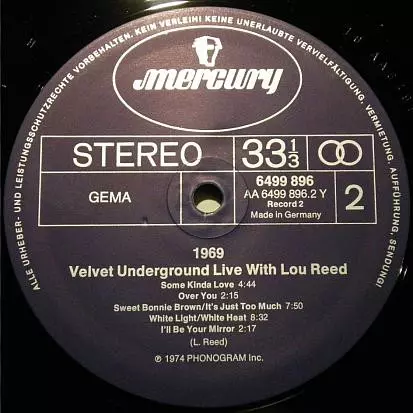 ALLE URHEBER- UND LEISTUNGSSCHUTZRECHTE VORBEHALTEN. KEIN VERLEIH! KEINE UNERLAUBTE VERVIELFÄLTIGUNG, VERMIETUNG, AUFFÜHRUNG, SENDUNG!
mercury
STEREO
33 1/3
GEMA
6499 896
AA 6499 896.2 Y
Record 2
Made in Germany
2
1969
Velvet Underground Live With Lou Reed
Some Kinda Love 4:44
Over You 2:15
Sweet Bonnie Brown/It's Just Too Much 7:50
White Light/White Heat 8:32
I'll Be Your Mirror 2:17
(L. Reed)
℗ 1974 PHONOGRAM Inc.